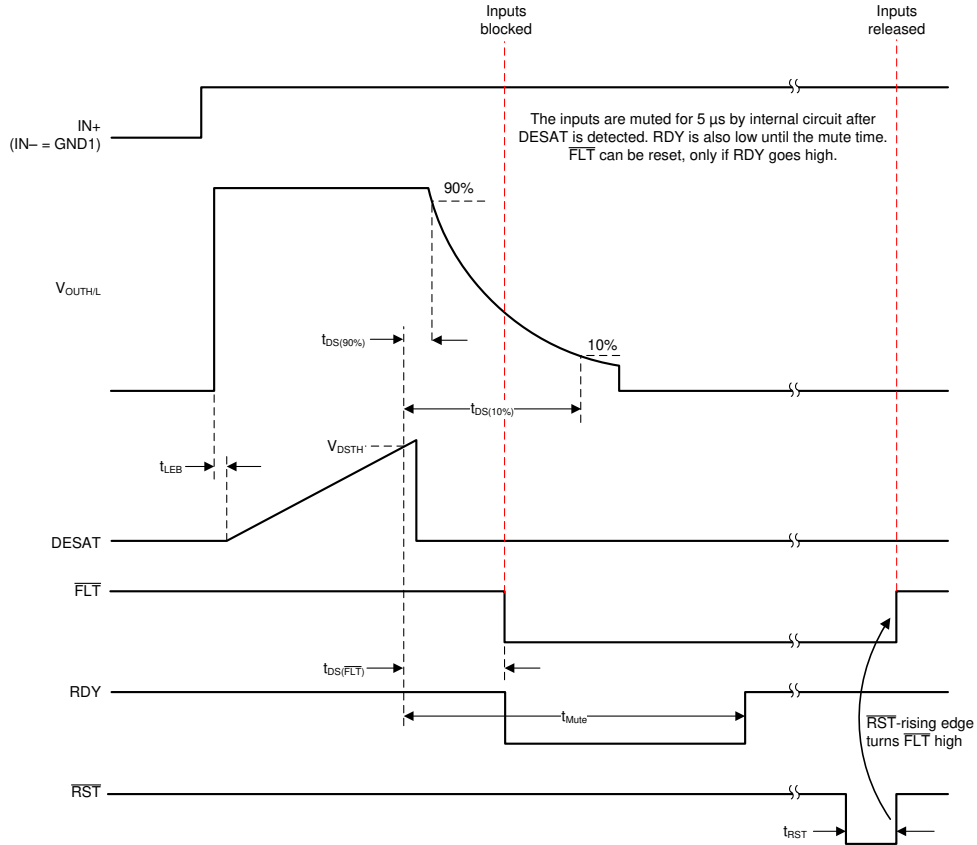 Inputs
blocked
Inputs
released
IN+
(IN– = GND1)
The inputs are muted for 5 µs by internal circuit after
DESAT is detected. RDY is also low until the mute time.
FLT can be reset, only if RDY goes high.
90%
VOUTH/L
tDS(90%)
10%
tDS(10%)
VDSTH
tLEB
DESAT
FLT
tDS(FLT)
RDY
tMute
RST-rising edge
turns FLT high
RST
tRST